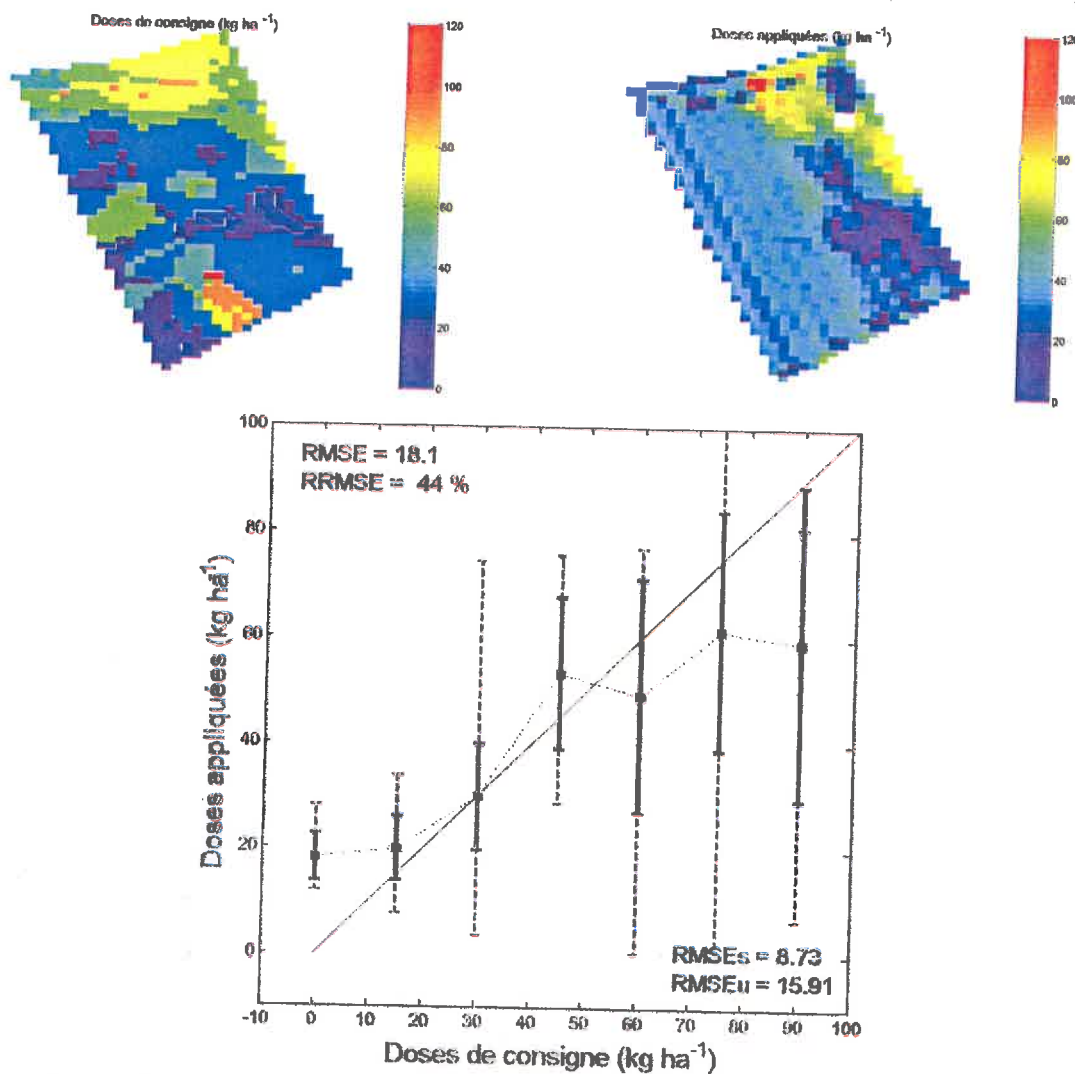 Doses de consigne (kg ha⁻¹)
120
100
80
60
40
20
0
Doses appliquées (kg ha⁻¹)
120
100
80
60
40
20
0
RMSE = 18.1
RRMSE = 44 %
100
80
60
40
20
0
Doses appliquées (kg ha⁻¹)
RMSEs = 8.73
RMSEu = 15.91
-10 0 10 20 30 40 50 60 70 80 90 100
Doses de consigne (kg ha⁻¹)